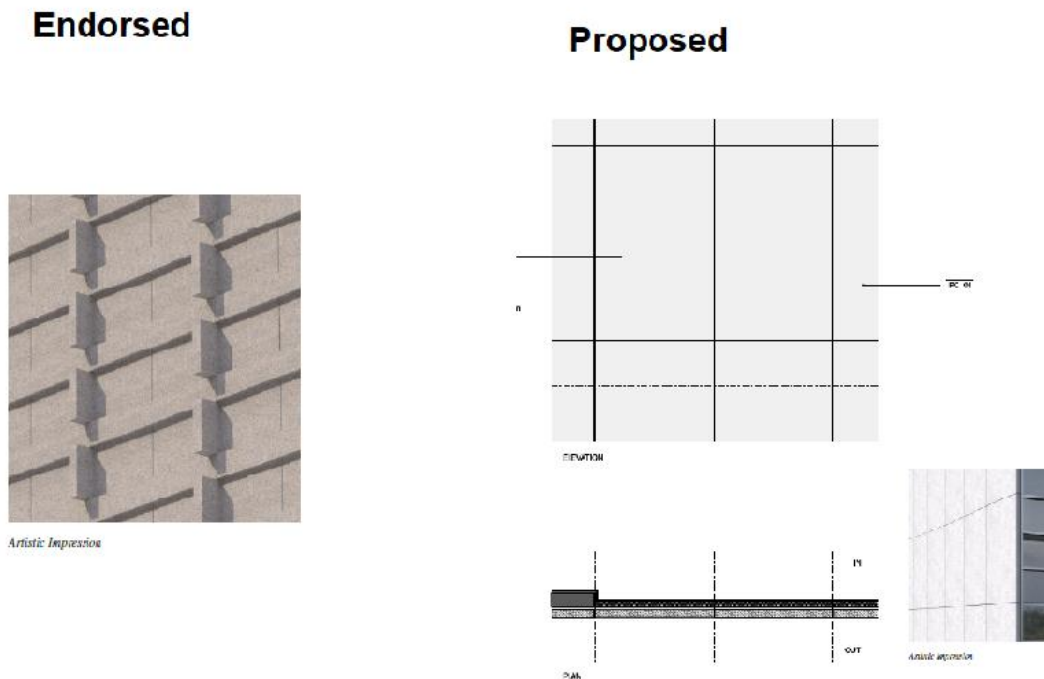 Endorsed
Proposed
ELEVATION
Artistic Impression
IN
OUT
Artistic Impression
PLAN